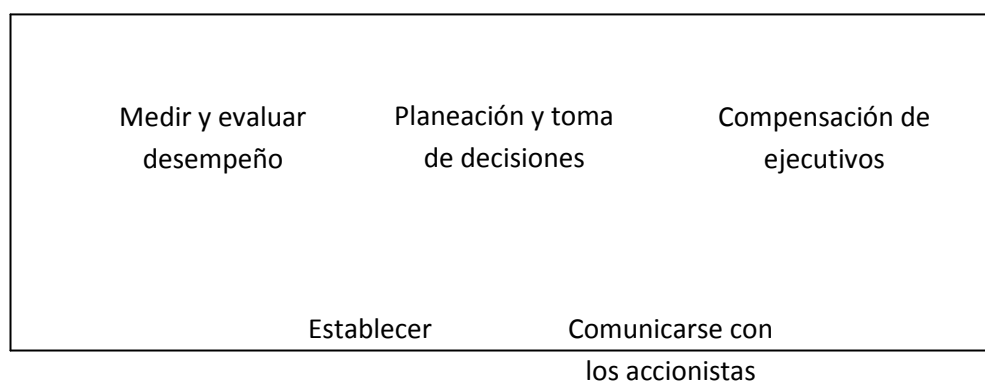 Medir y evaluar
desempeño
Planeación y toma
de decisiones
Compensación de
ejecutivos
Establecer
Comunicarse con
los accionistas